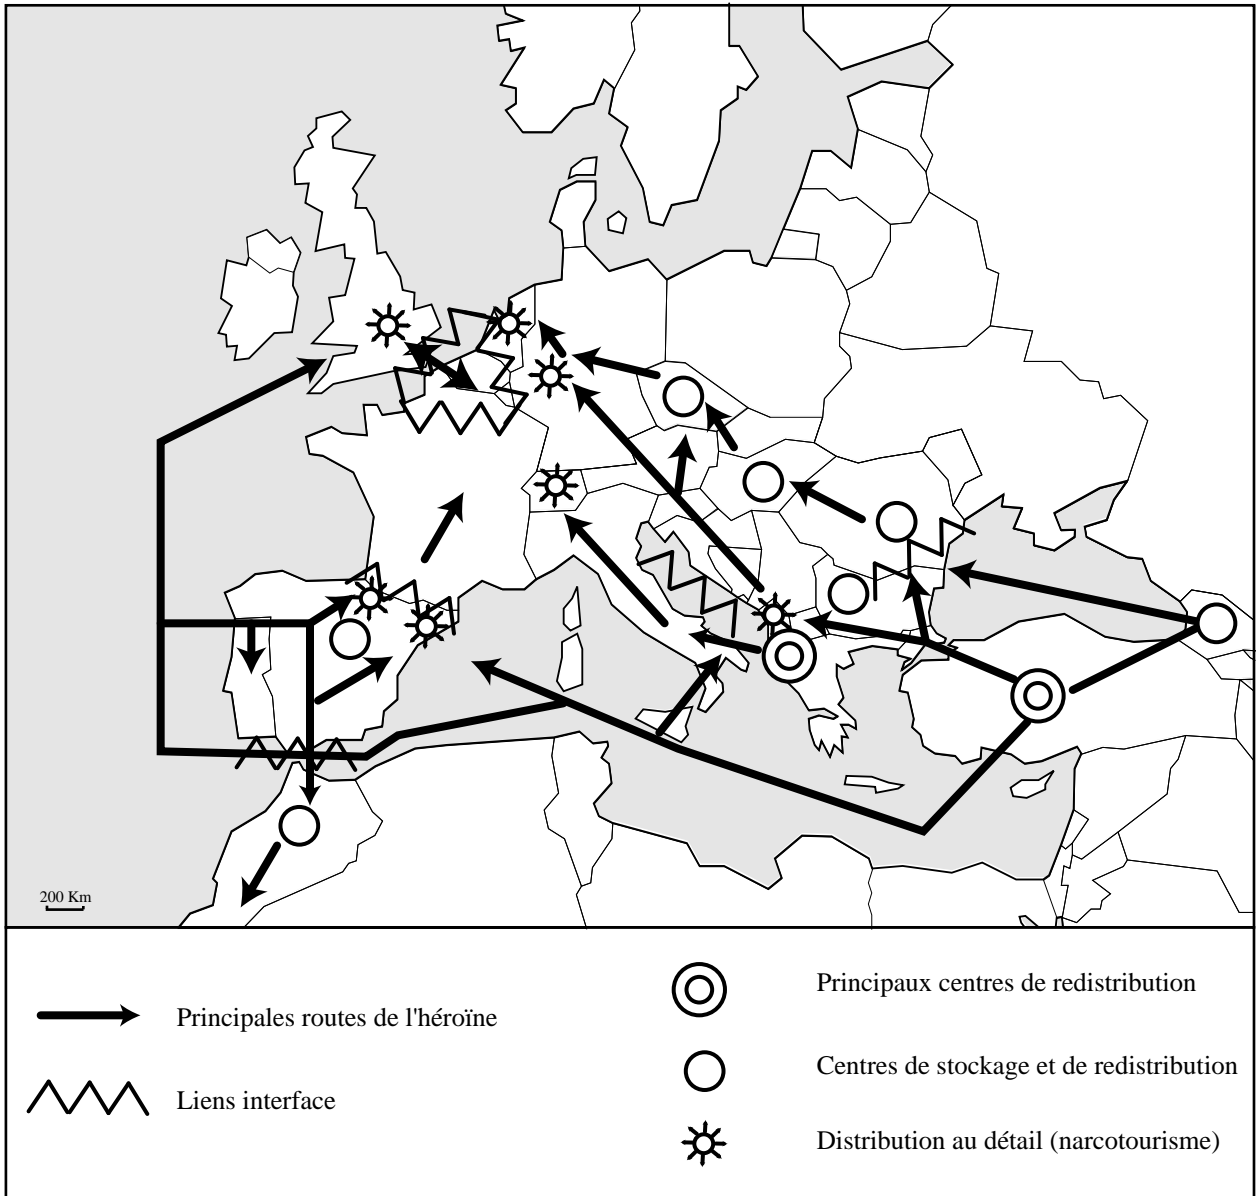 200 Km
Principales routes de l'héroïne
Liens interface
Principaux centres de redistribution
Centres de stockage et de redistribution
Distribution au détail (narcotourisme)